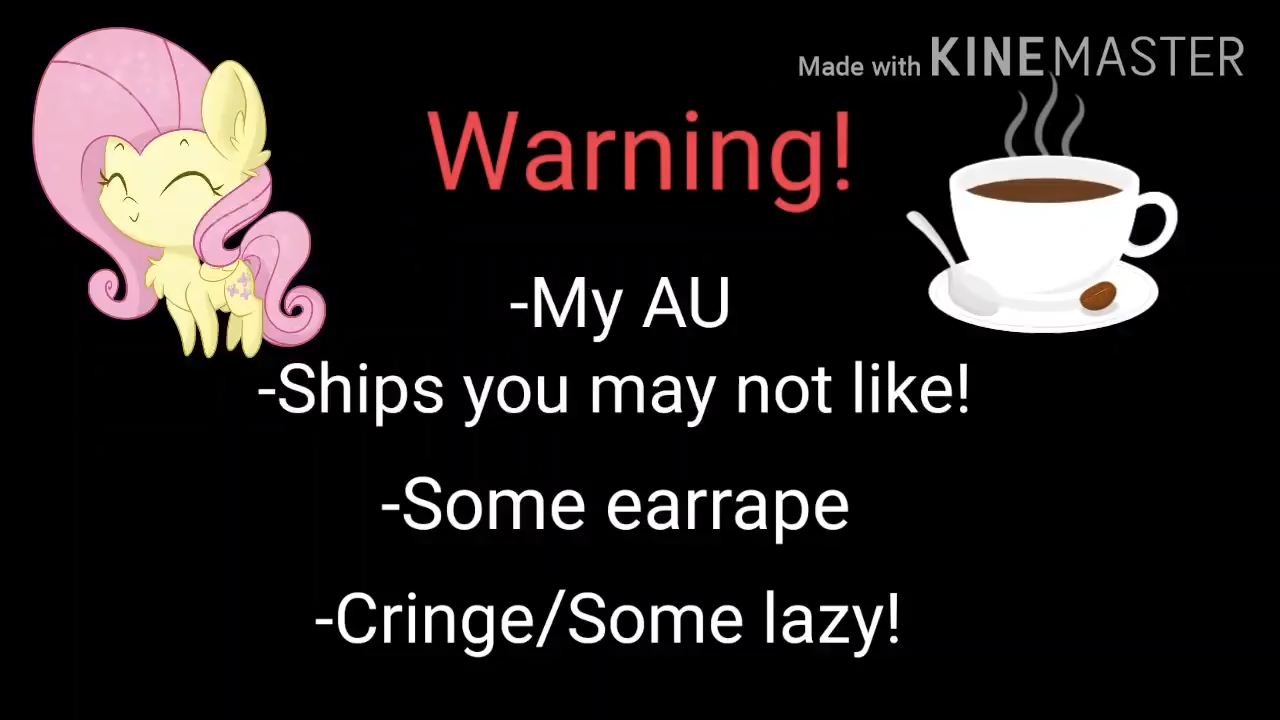 Made with KINEMASTER
Warning!
-My AU
-Ships you may not like!
-Some earrape
-Cringe/Some lazy!